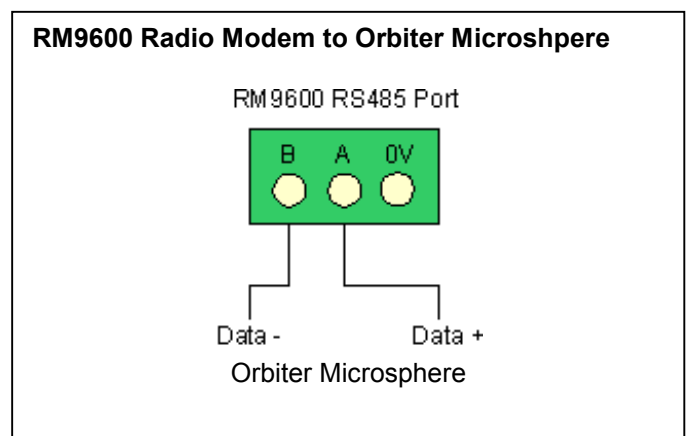 RM9600 Radio Modem to Orbiter Microshpere
RM9600 RS485 Port
B A 0V
Data - Data +
Orbiter Microsphere